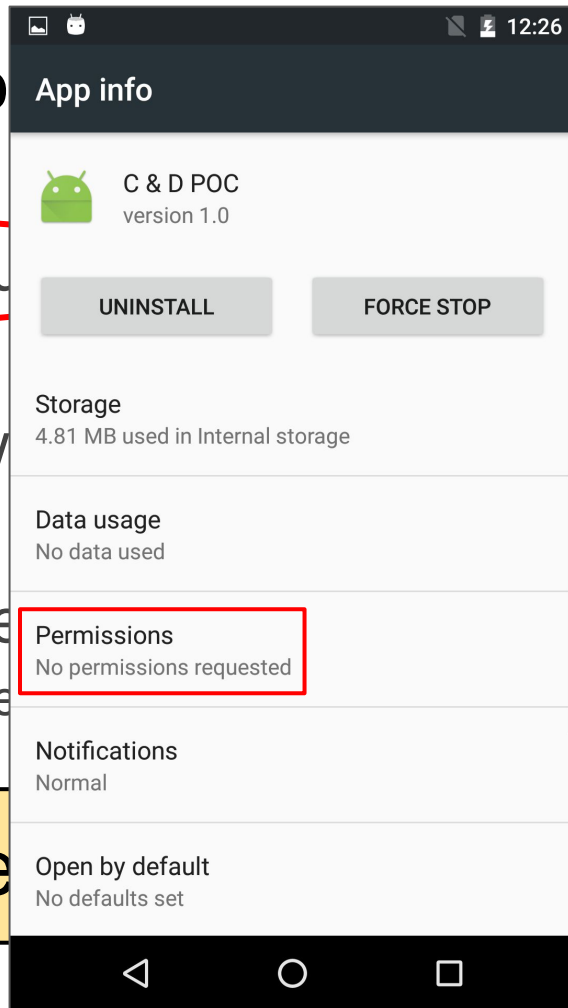 12:26
App info
C & D POC
version 1.0
UNINSTALL
FORCE STOP
Storage
4.81 MB used in Internal storage
Data usage
No data used
Permissions
No permissions requested
Notifications
Normal
Open by default
No defaults set